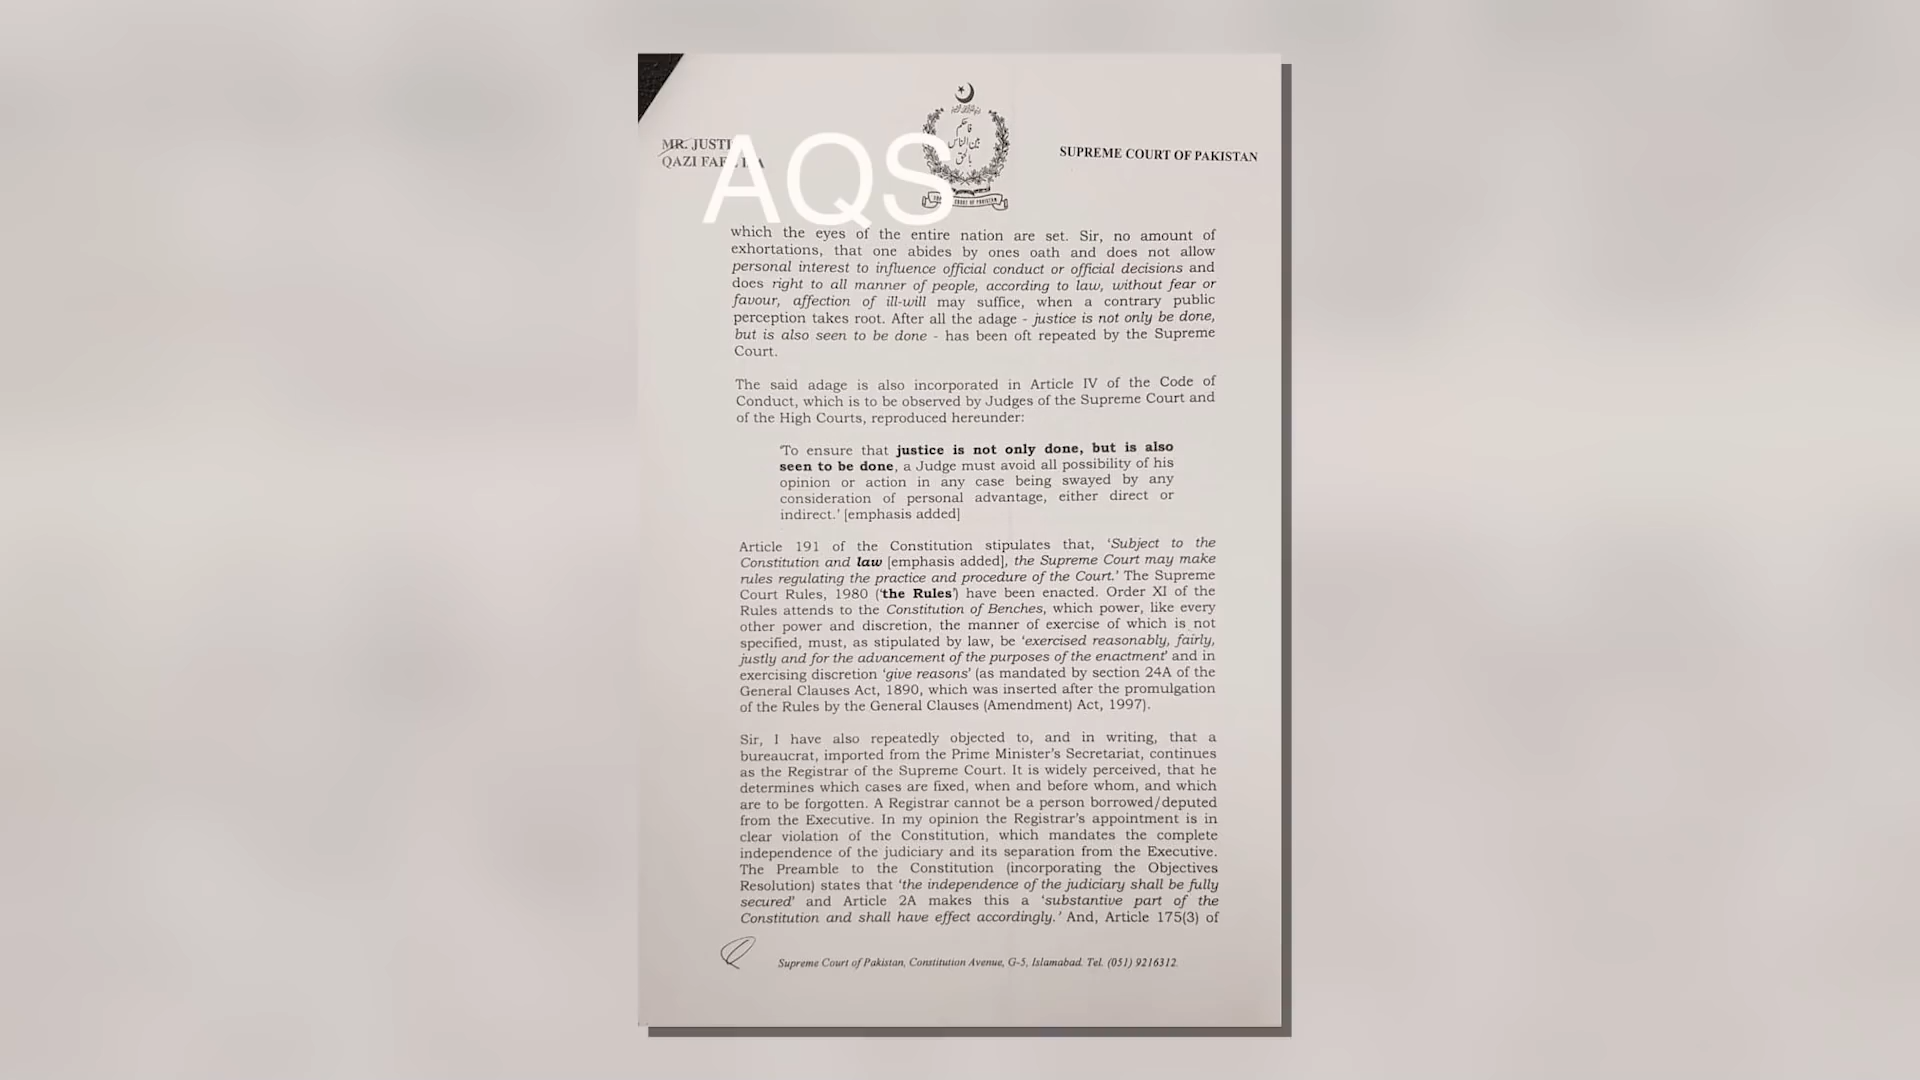 AQS
MR. JUSTI
QAZI FAE
فاحكم
بين الناس
بالحق
COURT OF PAKISTAN
SUPREME COURT OF PAKISTAN
which the eyes of the entire nation are set. Sir, no amount of
exhortations, that one abides by ones oath and does not allow
personal interest to influence official conduct or official decisions and
does right to all manner of people, according to law, without fear or
favour, affection of ill-will may suffice, when a contrary public
perception takes root. After all the adage - justice is not only be done,
but is also seen to be done - has been oft repeated by the Supreme
Court.
The said adage is also incorporated in Article IV of the Code of
Conduct, which is to be observed by Judges of the Supreme Court and
of the High Courts, reproduced hereunder:
'To ensure that justice is not only done, but is also
seen to be done, a Judge must avoid all possibility of his
opinion or action in any case being swayed by any
consideration of personal advantage, either direct or
indirect.' [emphasis added]
Article 191 of the Constitution stipulates that, 'Subject to the
Constitution and law [emphasis added], the Supreme Court may make
rules regulating the practice and procedure of the Court.' The Supreme
Court Rules, 1980 ('the Rules') have been enacted. Order XI of the
Rules attends to the Constitution of Benches, which power, like every
other power and discretion, the manner of exercise of which is not
specified, must, as stipulated by law, be 'exercised reasonably, fairly,
justly and for the advancement of the purposes of the enactment' and in
exercising discretion 'give reasons' (as mandated by section 24A of the
General Clauses Act, 1890, which was inserted after the promulgation
of the Rules by the General Clauses (Amendment) Act, 1997).
Sir, I have also repeatedly objected to, and in writing, that a
bureaucrat, imported from the Prime Minister's Secretariat, continues
as the Registrar of the Supreme Court. It is widely perceived, that he
determines which cases are fixed, when and before whom, and which
are to be forgotten. A Registrar cannot be a person borrowed/deputed
from the Executive. In my opinion the Registrar's appointment is in
clear violation of the Constitution, which mandates the complete
independence of the judiciary and its separation from the Executive.
The Preamble to the Constitution (incorporating the Objectives
Resolution) states that 'the independence of the judiciary shall be fully
secured' and Article 2A makes this a 'substantive part of the
Constitution and shall have effect accordingly.' And, Article 175(3) of
Supreme Court of Pakistan, Constitution Avenue, G-5, Islamabad. Tel. (051) 9216312.